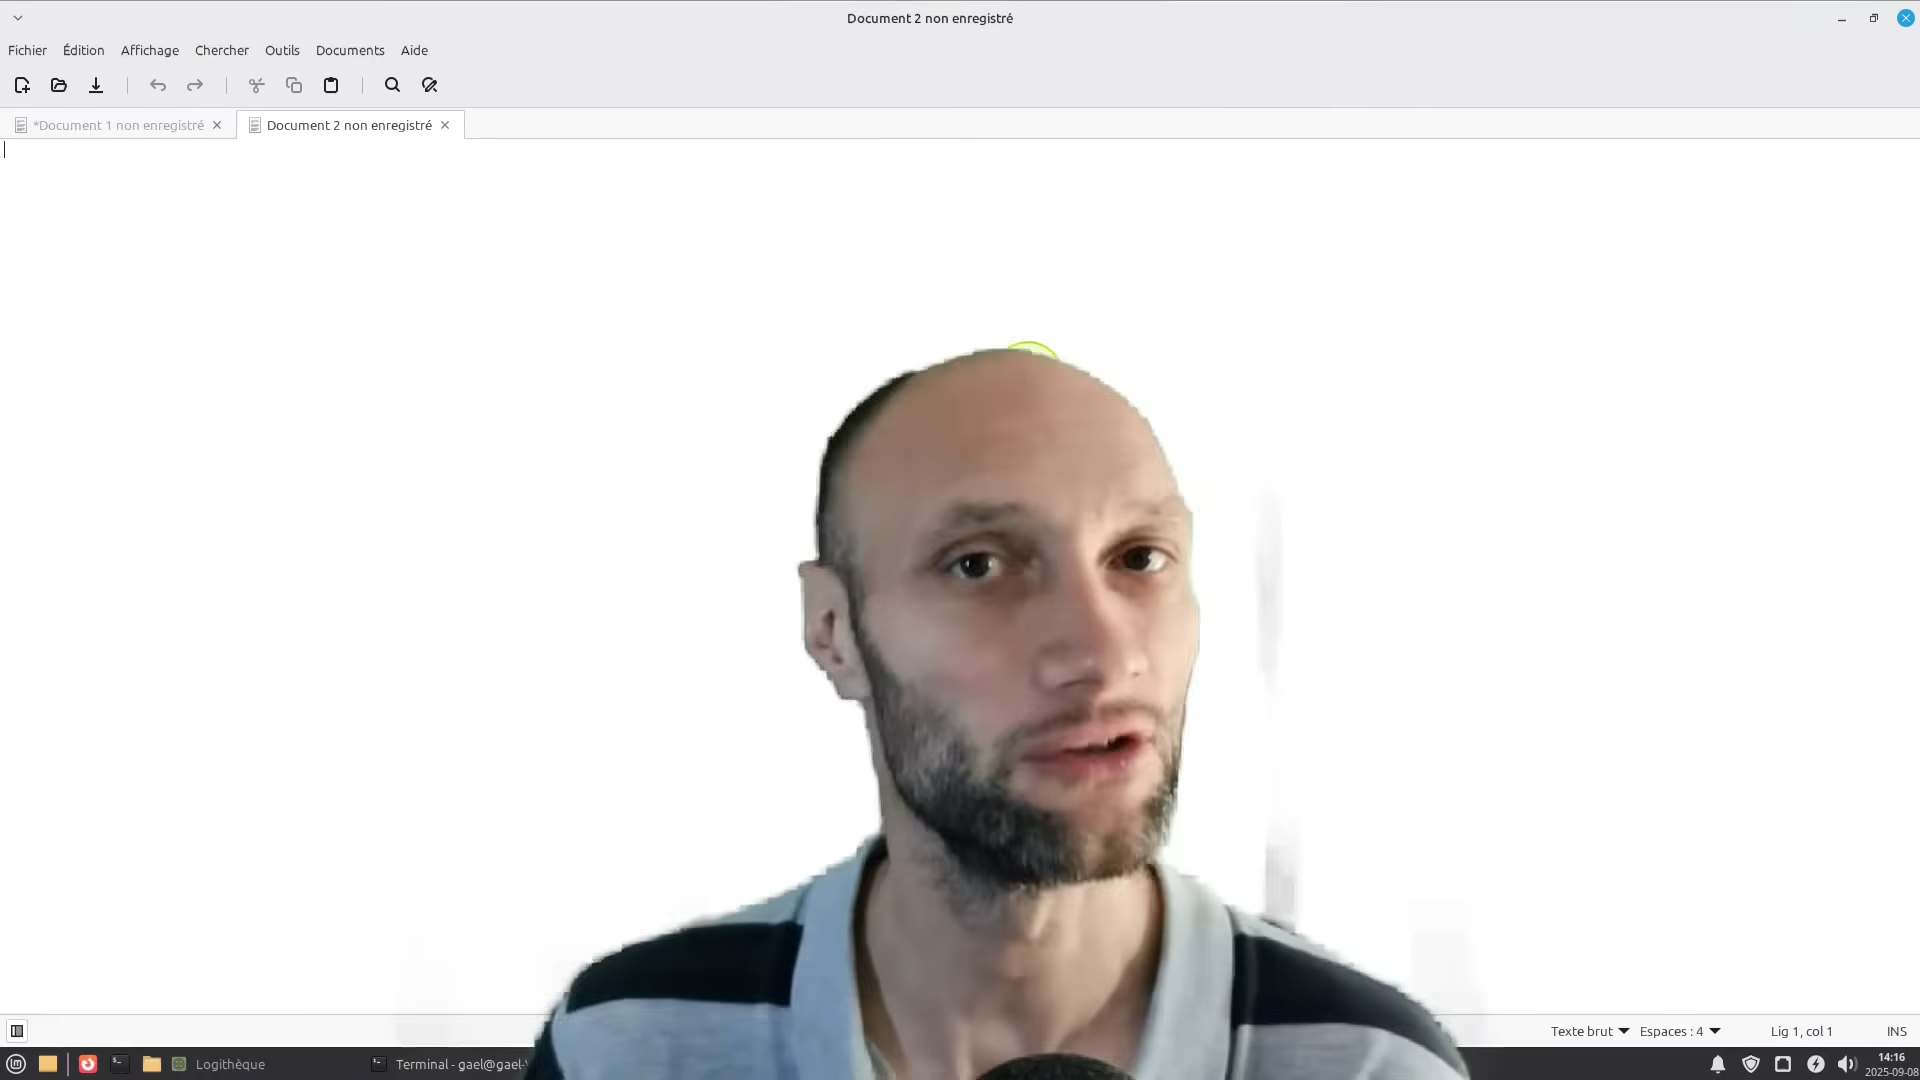 Document 2 non enregistré
Fichier Édition Affichage Chercher Outils Documents Aide
*Document 1 non enregistré
Document 2 non enregistré
Texte brut Espaces : 4 Lig 1, col 1 INS
Logithèque Terminal - gael@gael- 14:16
2025-09-08